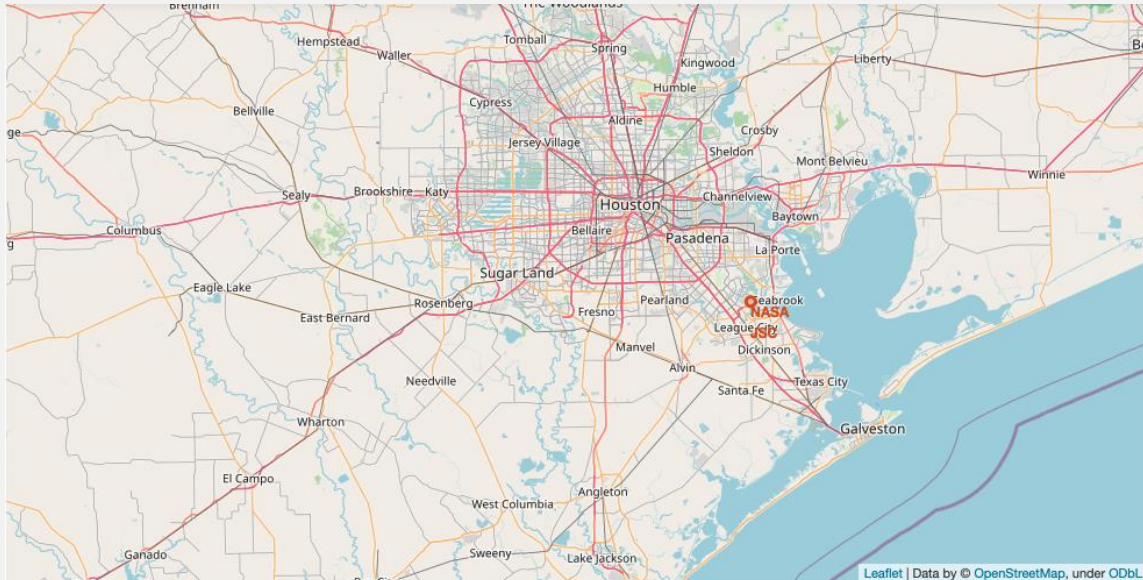 Brenham
The Woodlands
Tomball
Spring
Hempstead
Waller
Kingwood
Liberty
Humble
Cypress
Bellville
Aldine
Crosby
Jersey Village
Sheldon
Mont Belvieu
Winnie
Sealy
Brookshire
Katy
Channelview
Houston
Baytown
Columbus
Bellaire
Pasadena
La Porte
Sugar Land
Eagle Lake
Rosenberg
Pearland
Seabrook
NASA
JSC
East Bernard
Fresno
League City
Manvel
Dickinson
Alvin
Needville
Santa Fe
Texas City
Wharton
Galveston
El Campo
Angleton
West Columbia
Sweeny
Ganado
Lake Jackson
Leaflet | Data by © OpenStreetMap, under ODbL